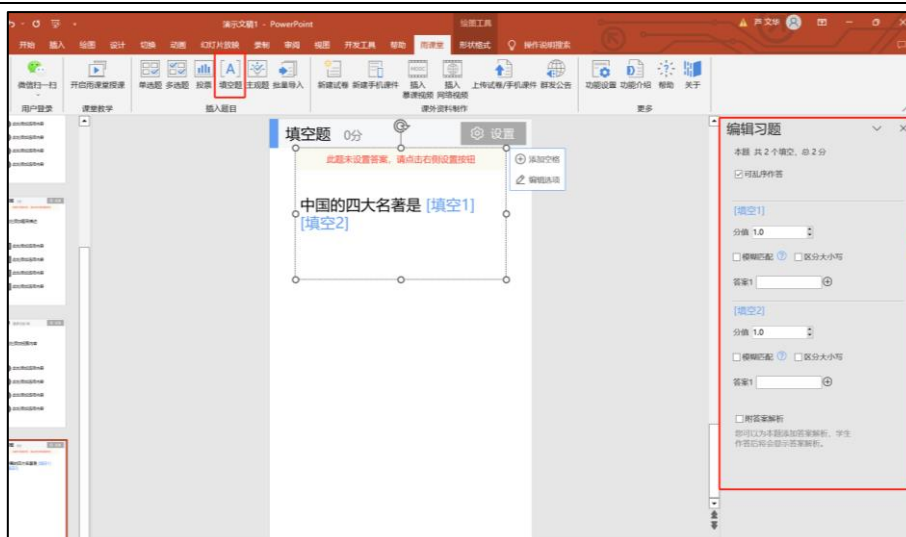 演示文稿1 - PowerPoint
绘图工具
开始 插入 绘图 设计 切换 动画 幻灯片放映 录制 审阅 视图 开发工具 帮助 雨课堂 形状格式 操作说明搜索
微信扫一扫 开启雨课堂授课 单选题 多选题 投票 填空题 主观题 批量导入 新建试卷 新建手机课件 插入 插入 上传试卷/手机课件 群发公告 功能设置 功能介绍 帮助 关于
慕课视频 网络视频
用户登录 课堂教学 插入题目 课外资料制作 更多
填空题 0分 设置
此题未设置答案,请点击右侧设置按钮
添加空格
编辑选项
中国的四大名著是 [填空1]
[填空2]
编辑习题
本题 共2个填空,总2分
可乱序作答
[填空1]
分值 1.0
模糊匹配 区分大小写
答案1
[填空2]
分值 1.0
模糊匹配 区分大小写
答案1
附答案解析
您可以为本题添加答案解析,学生
作答后将会显示答案解析。